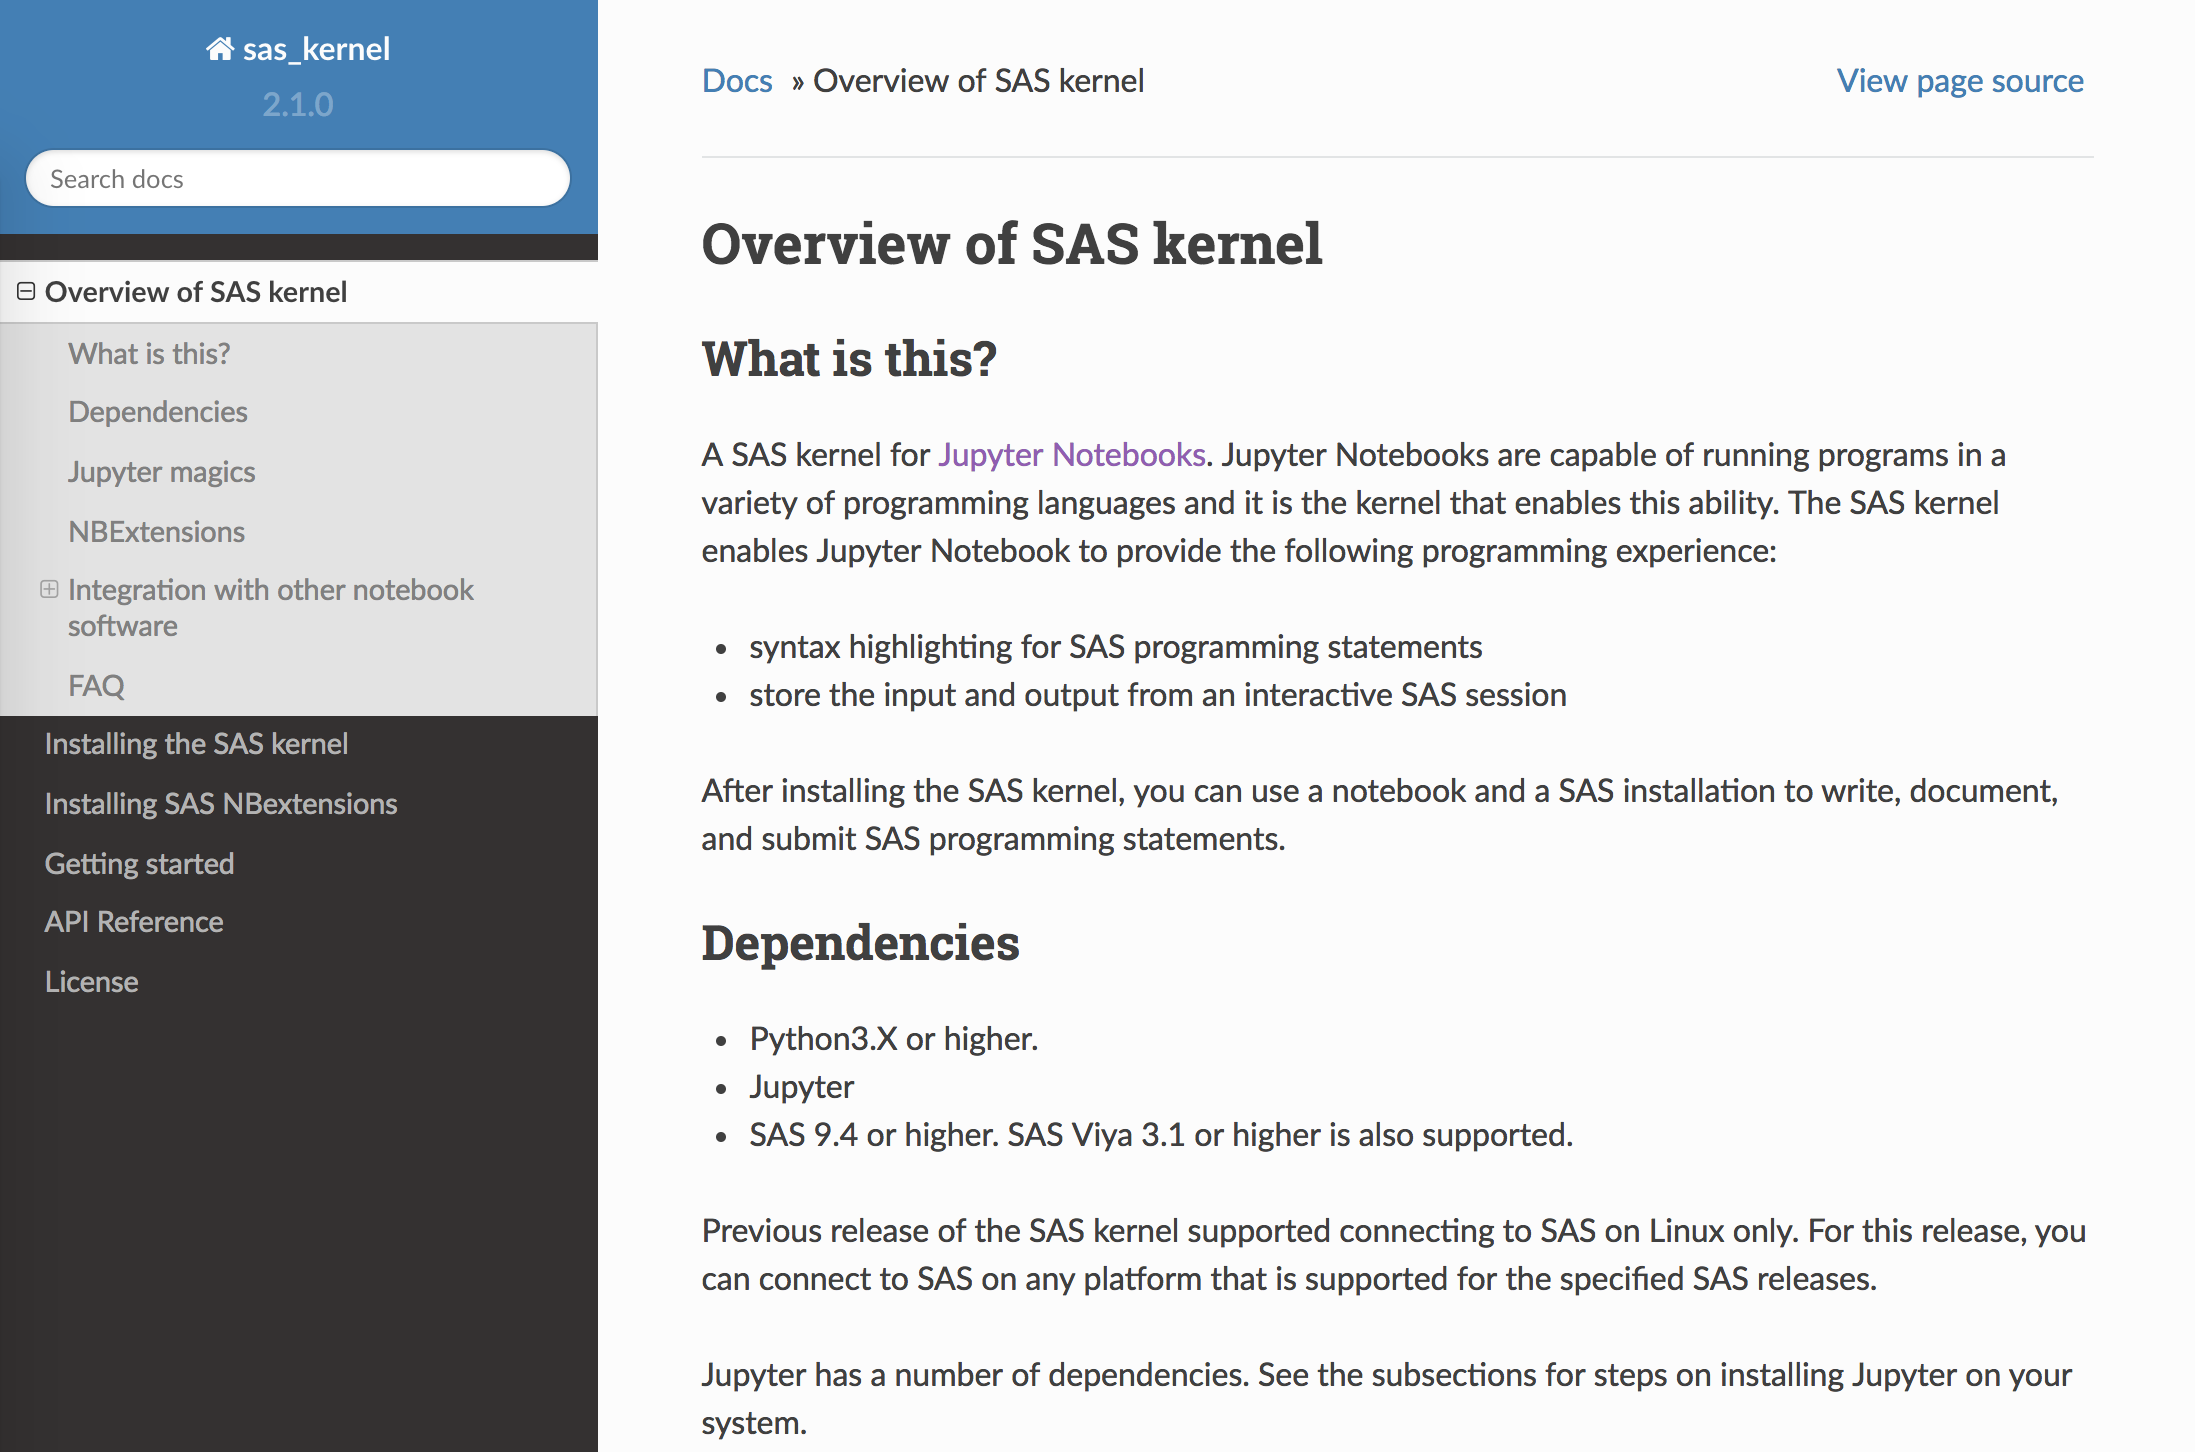 sas_kernel
2.1.0
Search docs
Overview of SAS kernel
What is this?
Dependencies
Jupyter magics
NBExtensions
Integration with other notebook
software
FAQ
Installing the SAS kernel
Installing SAS NBextensions
Getting started
API Reference
License
Docs » Overview of SAS kernel
View page source
Overview of SAS kernel
What is this?
A SAS kernel for Jupyter Notebooks. Jupyter Notebooks are capable of running programs in a
variety of programming languages and it is the kernel that enables this ability. The SAS kernel
enables Jupyter Notebook to provide the following programming experience:
• syntax highlighting for SAS programming statements
• store the input and output from an interactive SAS session
After installing the SAS kernel, you can use a notebook and a SAS installation to write, document,
and submit SAS programming statements.
Dependencies
• Python3.X or higher.
• Jupyter
• SAS 9.4 or higher. SAS Viya 3.1 or higher is also supported.
Previous release of the SAS kernel supported connecting to SAS on Linux only. For this release, you
can connect to SAS on any platform that is supported for the specified SAS releases.
Jupyter has a number of dependencies. See the subsections for steps on installing Jupyter on your
system.